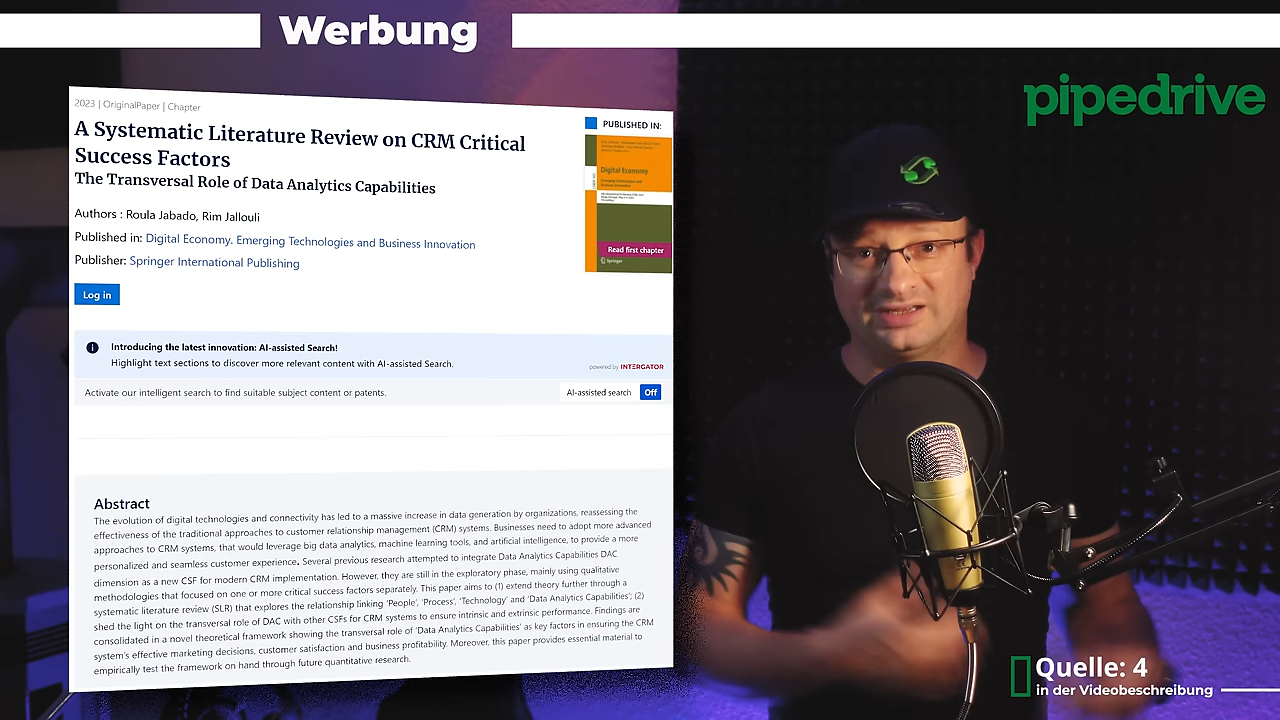 Werbung
pipedrive
2023 | OriginalPaper | Chapter
A Systematic Literature Review on CRM Critical
Success Factors
The Transversal Role of Data Analytics Capabilities
Authors : Roula Jabado, Rim Jallouli
Published in: Digital Economy. Emerging Technologies and Business Innovation
Publisher: Springer International Publishing
Log in
PUBLISHED IN:
Digital Economy
Read first chapter
Springer
Introducing the latest innovation: AI-assisted Search!
Highlight text sections to discover more relevant content with AI-assisted Search.
powered by INTERGATOR
Activate our intelligent search to find suitable subject content or patents.
AI-assisted search Off
Abstract
The evolution of digital technologies and connectivity has led to a massive increase in data generation by organizations, reassessing the
effectiveness of the traditional approaches to customer relationship management (CRM) systems. Businesses need to adopt more advanced
approaches to CRM systems, that would leverage big data analytics, machine learning tools, and artificial intelligence, to provide a more
personalized and seamless customer experience. Several previous research attempted to integrate Data Analytics Capabilities DAC
dimension as a new CSF for modern CRM implementation. However, they are still in the exploratory phase, mainly using qualitative
methodologies that focused on one or more critical success factors separately. This paper aims to (1) extend theory further through a
systematic literature review (SLR) that explores the relationship linking 'People', 'Process', 'Technology' and 'Data Analytics Capabilities'; (2)
shed the light on the transversal role of DAC with other CSFs for CRM systems to ensure intrinsic and extrinsic performance. Findings are
consolidated in a novel theoretical framework showing the transversal role of 'Data Analytics Capabilities' as key factors in ensuring the CRM
system's effective marketing decisions, customer satisfaction and business profitability. Moreover, this paper provides essential material to
empirically test the framework on hand through future quantitative research.
Quelle: 4
in der Videobeschreibung